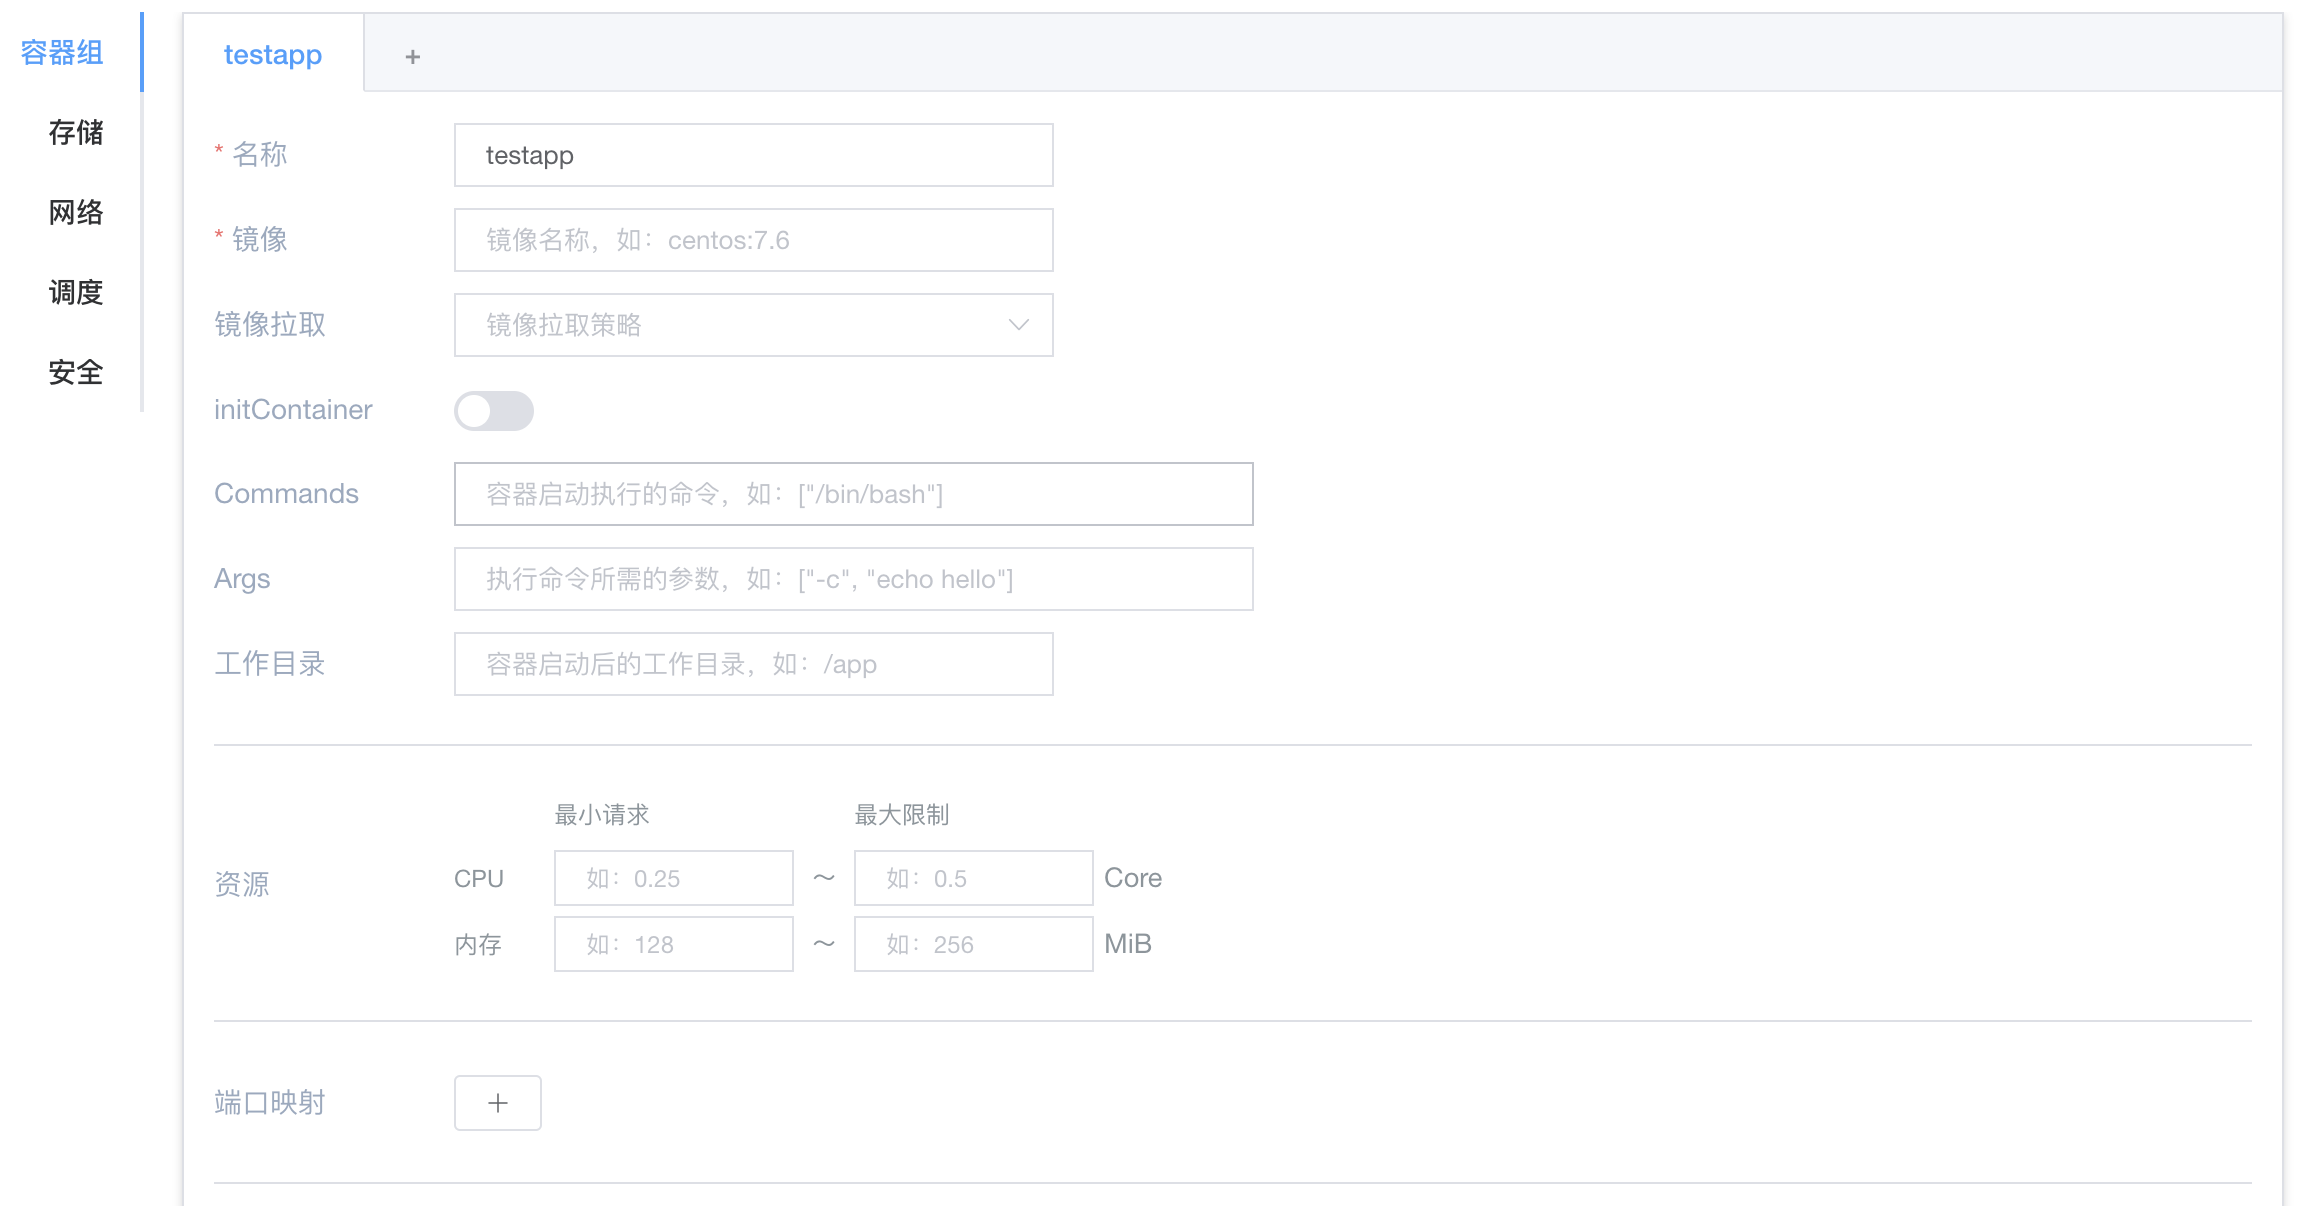 容器组
存储
网络
调度
安全
testapp +
* 名称 testapp
* 镜像 镜像名称，如：centos:7.6
镜像拉取 镜像拉取策略
initContainer
Commands 容器启动执行的命令，如：["/bin/bash"]
Args 执行命令所需的参数，如：["-c", "echo hello"]
工作目录 容器启动后的工作目录，如：/app
最小请求 最大限制
资源
CPU 如：0.25 ～ 如：0.5 Core
内存 如：128 ～ 如：256 MiB
端口映射 +